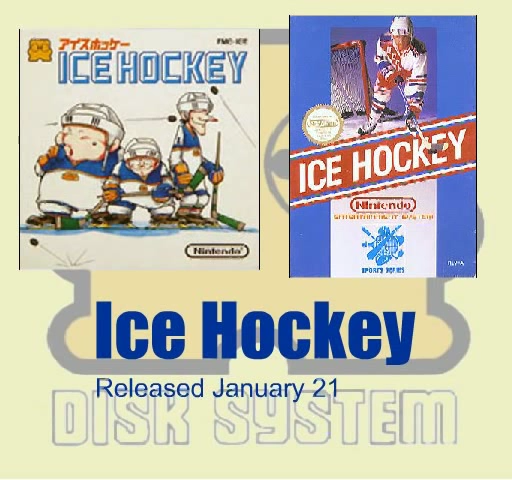 アイスホッケー
FMC-ICE
ICE HOCKEY
Nintendo
ICE HOCKEY
Nintendo
SPORTS SERIES
Ice Hockey
Released January 21
DISK SYSTEM